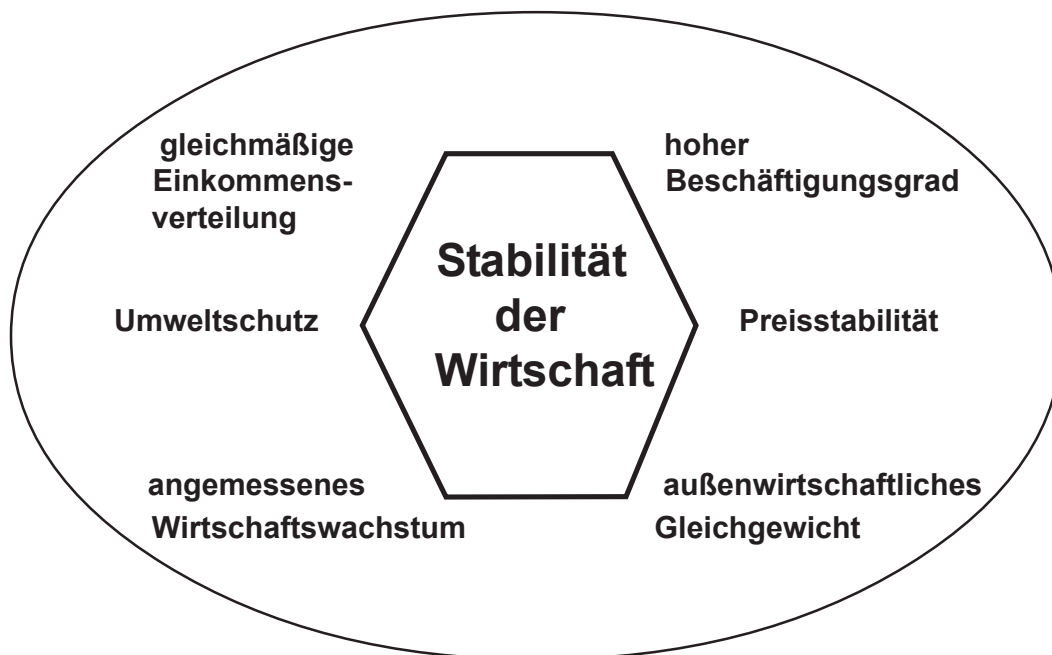 gleichmäßige
Einkommens-
verteilung
hoher
Beschäftigungsgrad
Stabilität
der
Wirtschaft
Umweltschutz
Preisstabilität
angemessenes
Wirtschaftswachstum
außenwirtschaftliches
Gleichgewicht